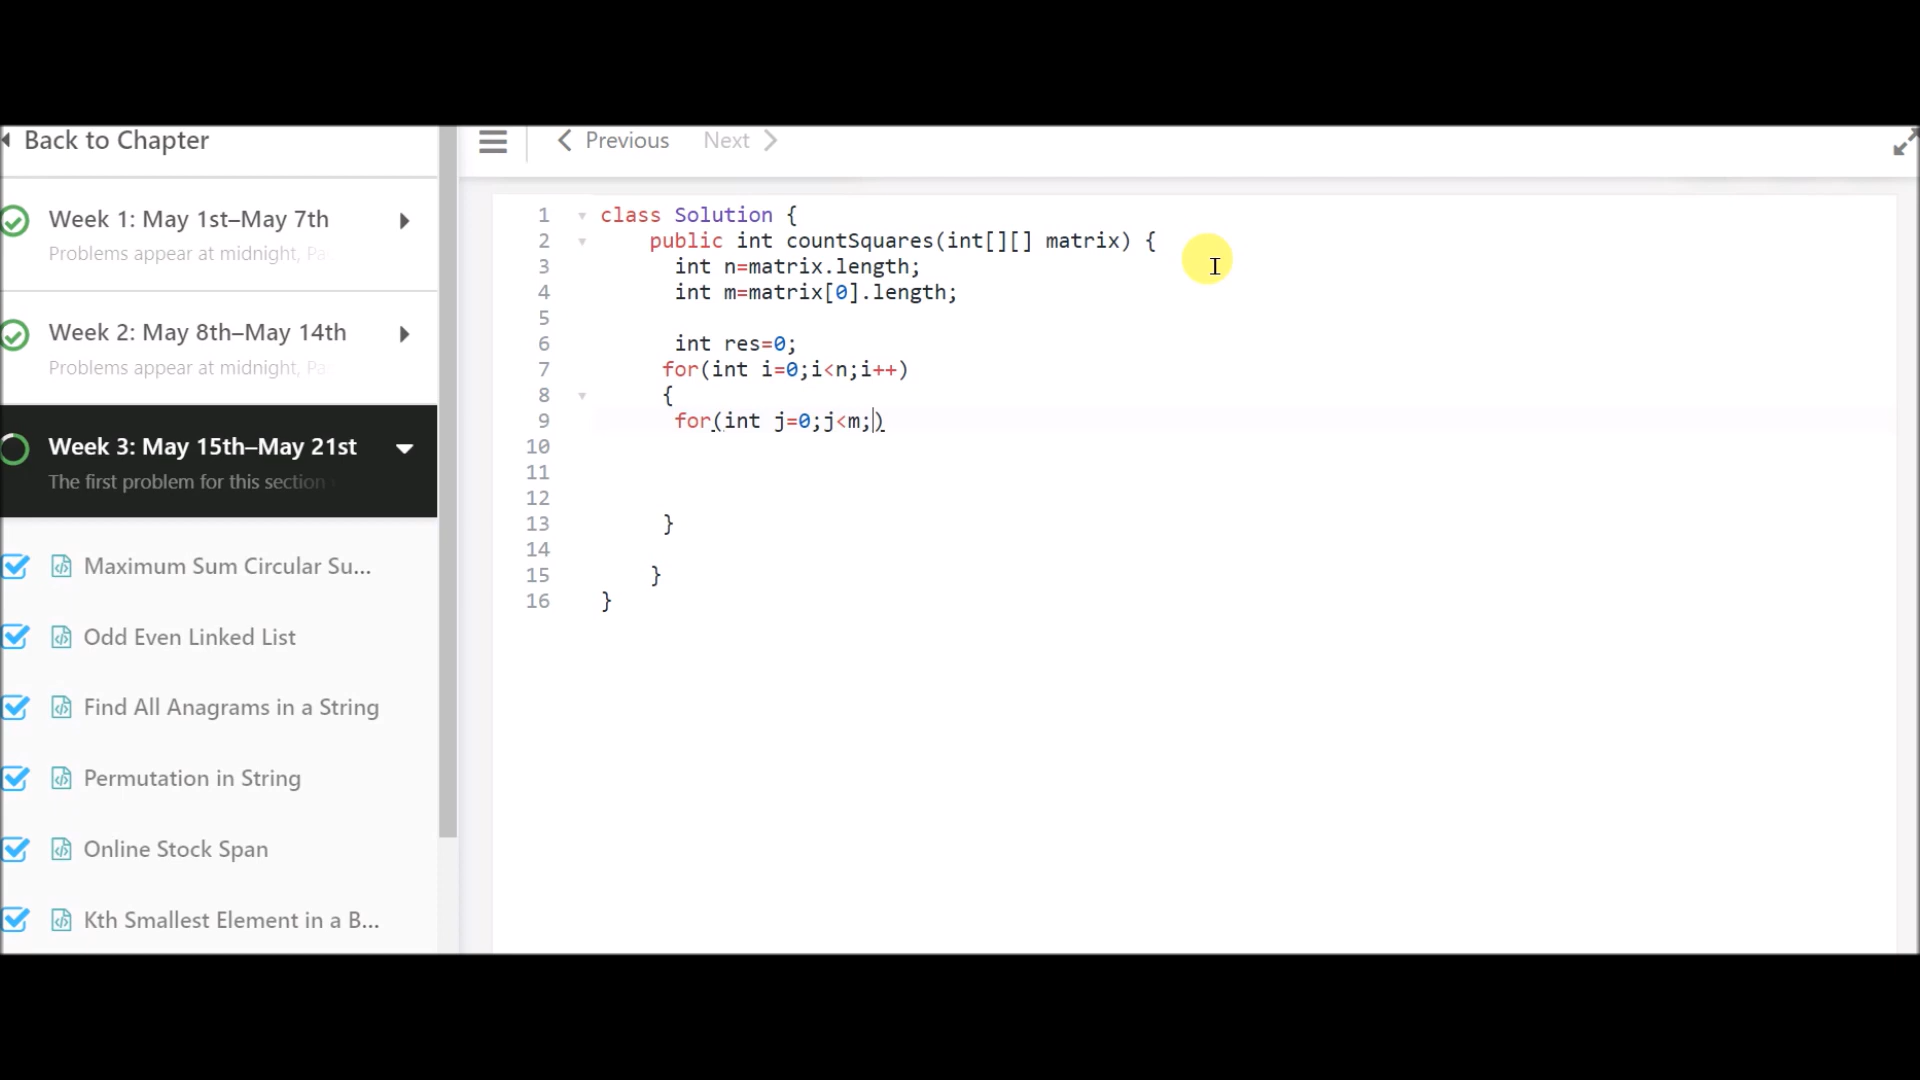 Back to Chapter
Week 1: May 1st–May 7th
Problems appear at midnight, Pa
Week 2: May 8th–May 14th
Problems appear at midnight, Pa
Week 3: May 15th–May 21st
The first problem for this section
Maximum Sum Circular Su...
Odd Even Linked List
Find All Anagrams in a String
Permutation in String
Online Stock Span
Kth Smallest Element in a B...
Previous Next
1 class Solution {
2 public int countSquares(int[][] matrix) {
3 int n=matrix.length;
4 int m=matrix[0].length;
5
6 int res=0;
7 for(int i=0;i<n;i++)
8 {
9 for(int j=0;j<m;)
10
11
12
13 }
14
15 }
16 }